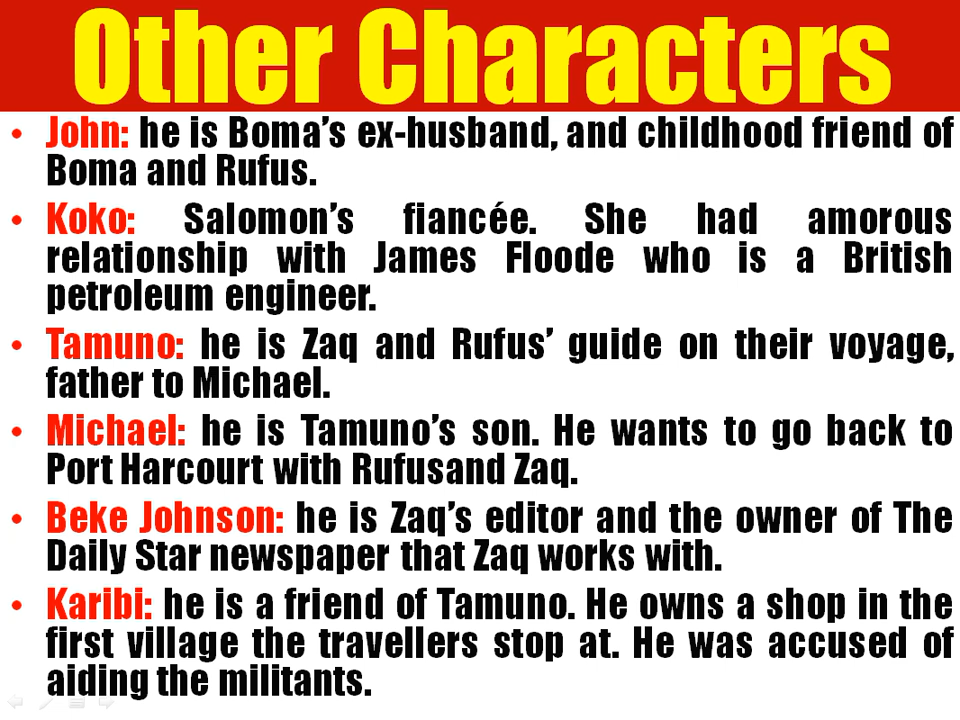 Other Characters
• John: he is Boma's ex-husband, and childhood friend of
Boma and Rufus.
• Koko: Salomon's fiancée. She had amorous
relationship with James Floode who is a British
petroleum engineer.
• Tamuno: he is Zaq and Rufus' guide on their voyage,
father to Michael.
• Michael: he is Tamuno's son. He wants to go back to
Port Harcourt with Rufusand Zaq.
• Beke Johnson: he is Zaq's editor and the owner of The
Daily Star newspaper that Zaq works with.
• Karibi: he is a friend of Tamuno. He owns a shop in the
first village the travellers stop at. He was accused of
aiding the militants.